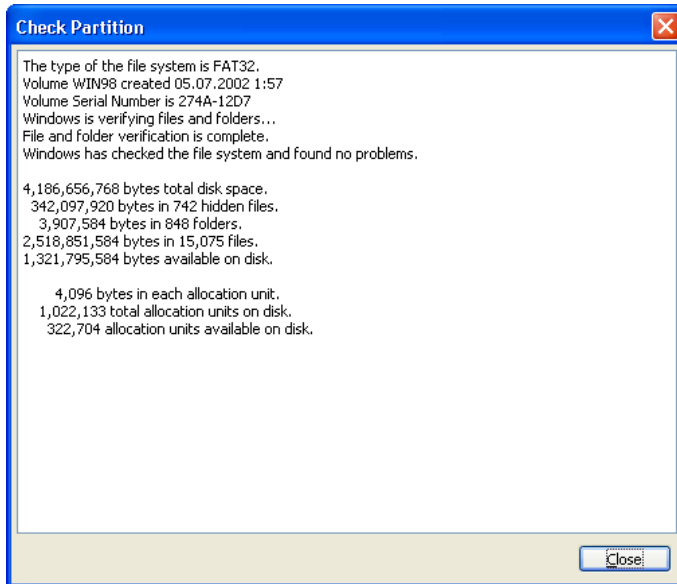 Check Partition
The type of the file system is FAT32.
Volume WIN98 created 05.07.2002 1:57
Volume Serial Number is 274A-12D7
Windows is verifying files and folders...
File and folder verification is complete.
Windows has checked the file system and found no problems.
4,186,656,768 bytes total disk space.
342,097,920 bytes in 742 hidden files.
3,907,584 bytes in 848 folders.
2,518,851,584 bytes in 15,075 files.
1,321,795,584 bytes available on disk.
4,096 bytes in each allocation unit.
1,022,133 total allocation units on disk.
322,704 allocation units available on disk.
Close